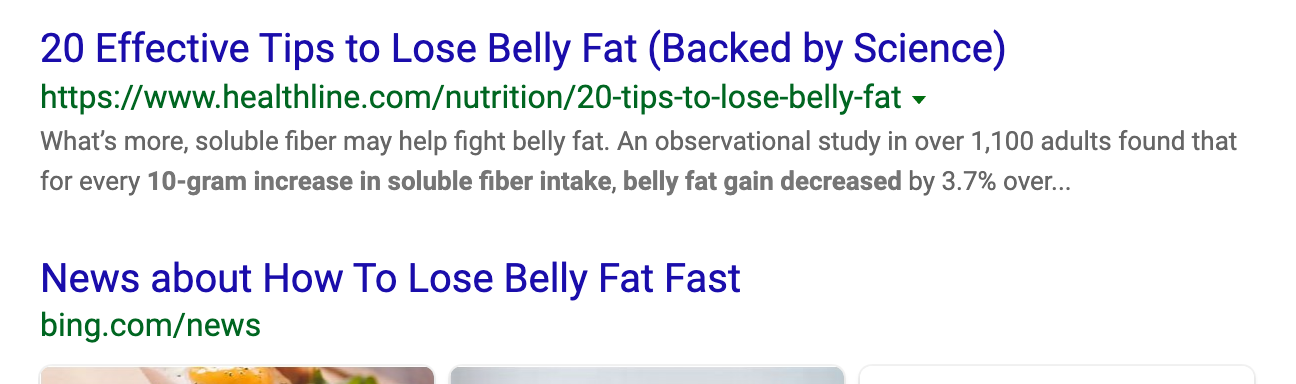 20 Effective Tips to Lose Belly Fat (Backed by Science)
https://www.healthline.com/nutrition/20-tips-to-lose-belly-fat
What’s more, soluble fiber may help fight belly fat. An observational study in over 1,100 adults found that
for every 10-gram increase in soluble fiber intake, belly fat gain decreased by 3.7% over...
News about How To Lose Belly Fat Fast
bing.com/news